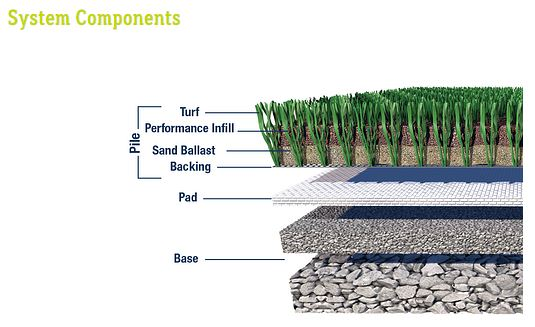 System Components
Turf
Performance Infill
Pile
Sand Ballast
Backing
Pad
Base